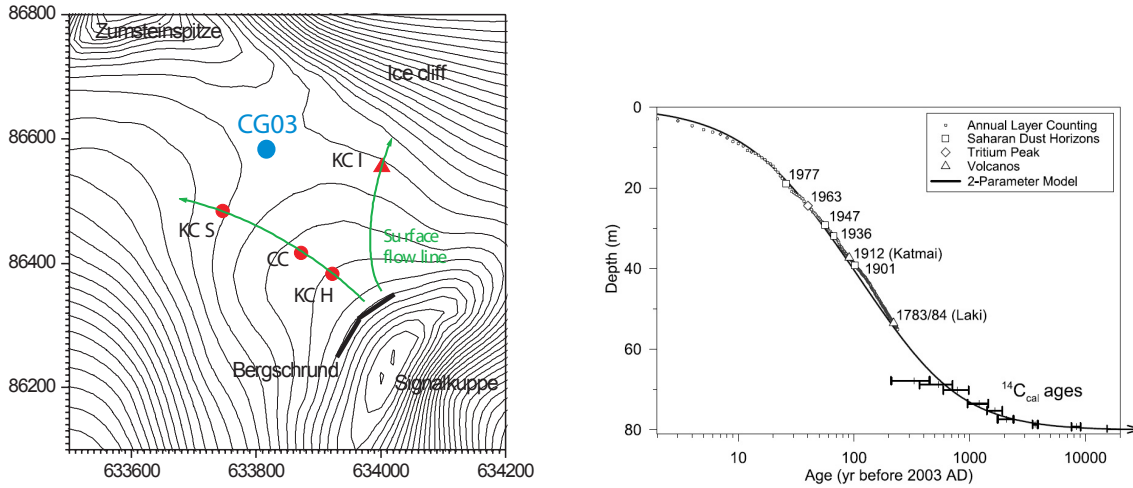 86800
86600
86400
86200
633600
633800
634000
634200
Zumsteinspitze
Ice cliff
CG03
KC I
KC S
CC
KC H
Surface
flow line
Bergschrund
Signalkuppe
0
20
40
60
80
Depth (m)
10
100
1000
10000
Age (yr before 2003 AD)
Annual Layer Counting
Saharan Dust Horizons
Tritium Peak
Volcanos
2-Parameter Model
1977
1963
1947
1936
1912 (Katmai)
1901
1783/84 (Laki)
14Ccal ages